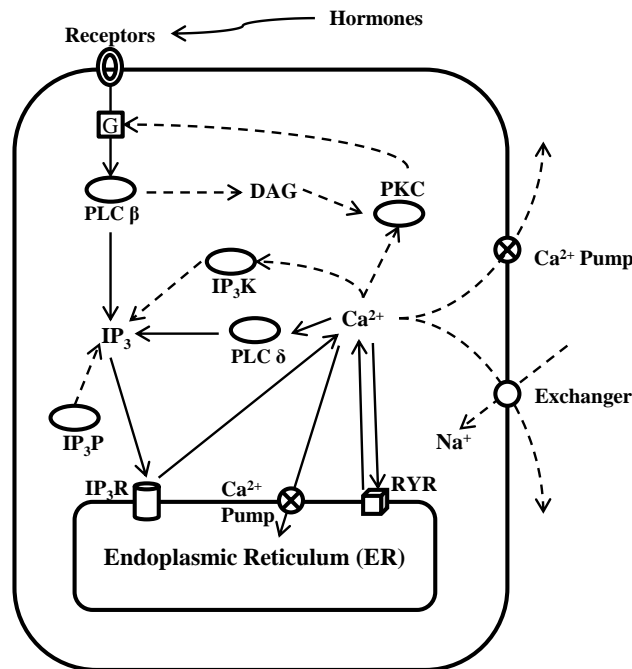 Hormones
Receptors
G
PLC β
DAG
PKC
IP₃K
Ca²⁺ Pump
Ca²⁺
IP₃
PLC δ
Exchanger
Na⁺
IP₃P
IP₃R
Ca²⁺
Pump
RYR
Endoplasmic Reticulum (ER)